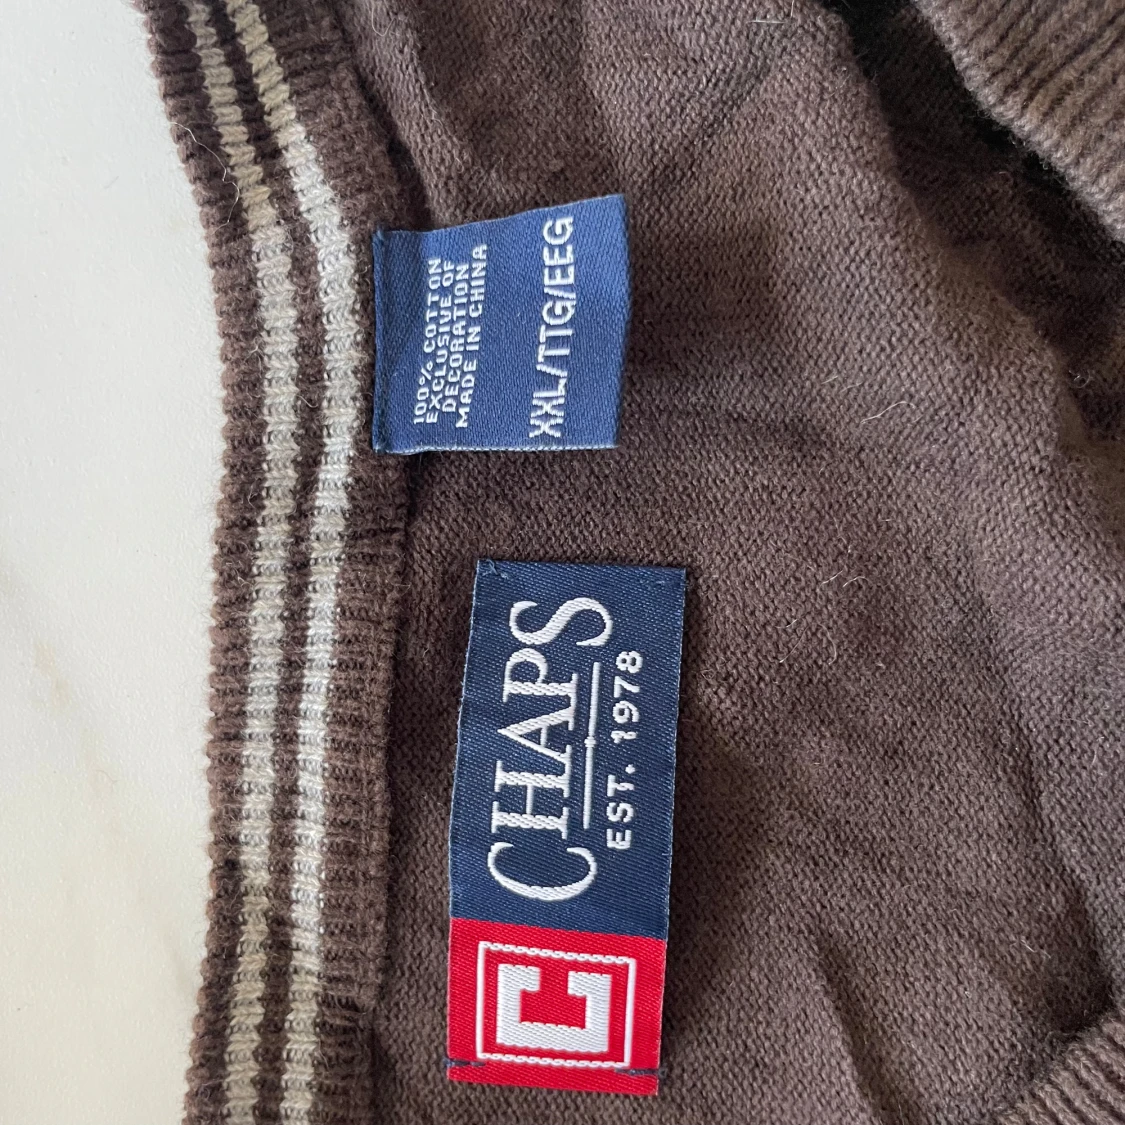 100% COTTON
EXCLUSIVE OF
DECORATION
MADE IN CHINA
XXL/TTG/EEG
C CHAPS
EST. 1978